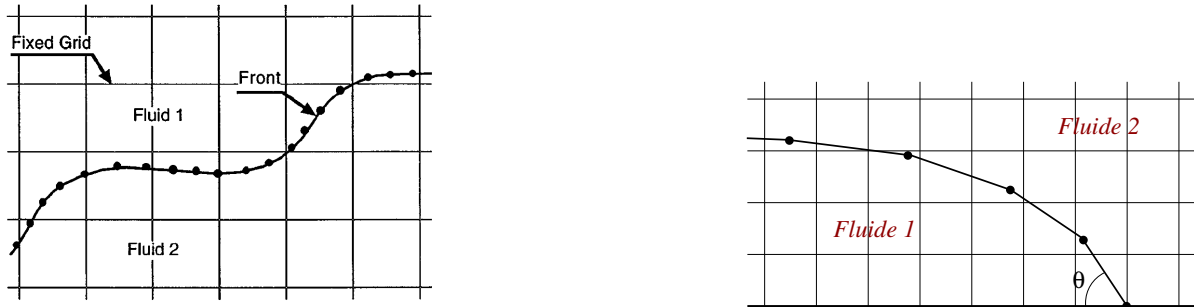 Fixed Grid
Front
Fluid 1
Fluid 2
Fluide 2
Fluide 1
θ